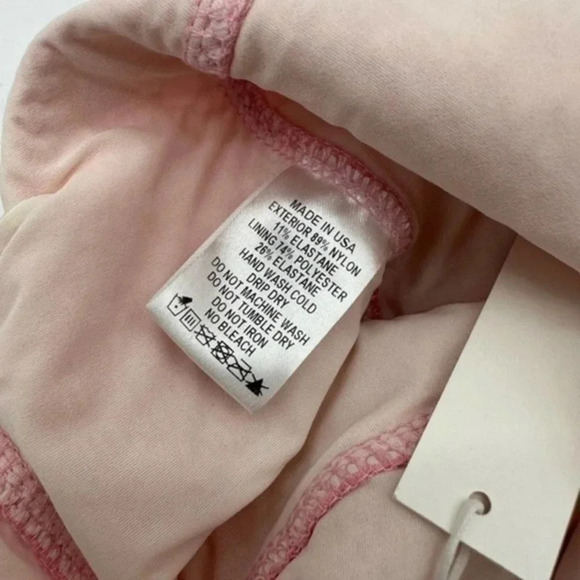 MADE IN USA
EXTERIOR 89% NYLON
11% ELASTANE
LINING 74% POLYESTER
26% ELASTANE
HAND WASH COLD
DRIP DRY
DO NOT MACHINE WASH
DO NOT TUMBLE DRY
DO NOT IRON
NO BLEACH